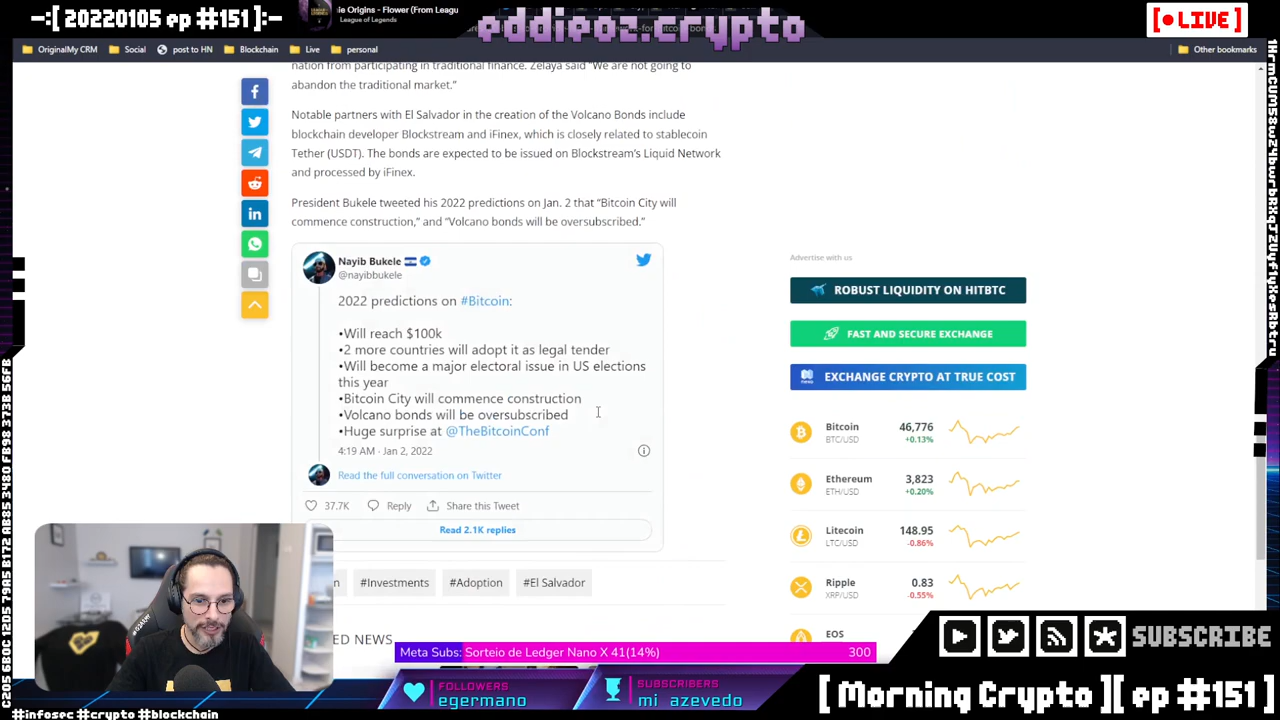 -:[ 20220105 ep #151 ]:-
ie Origins - Flower (From Leagu
League of Legends
eddieoz.crypto
[ • LIVE ]
OriginalMy CRM
Social
post to HN
Blockchain
Live
personal
Other bookmarks
nation from participating in traditional finance. Zelaya said “We are not going to
abandon the traditional market.”
Notable partners with El Salvador in the creation of the Volcano Bonds include
blockchain developer Blockstream and iFinex, which is closely related to stablecoin
Tether (USDT). The bonds are expected to be issued on Blockstream’s Liquid Network
and processed by iFinex.
President Bukele tweeted his 2022 predictions on Jan. 2 that “Bitcoin City will
commence construction,” and “Volcano bonds will be oversubscribed.”
Nayib Bukele
@nayibbukele
2022 predictions on #Bitcoin:
•Will reach $100k
•2 more countries will adopt it as legal tender
•Will become a major electoral issue in US elections
this year
•Bitcoin City will commence construction
•Volcano bonds will be oversubscribed
•Huge surprise at @TheBitcoinConf
4:19 AM · Jan 2, 2022
Read the full conversation on Twitter
37.7K
Reply
Share this Tweet
Read 2.1K replies
#Investments
#Adoption
#El Salvador
ED NEWS
Advertise with us
ROBUST LIQUIDITY ON HITBTC
FAST AND SECURE EXCHANGE
nexo
EXCHANGE CRYPTO AT TRUE COST
Bitcoin 46,776
BTC/USD +0.13%
Ethereum 3,823
ETH/USD +0.20%
Litecoin 148.95
LTC/USD -0.86%
Ripple 0.83
XRP/USD -0.55%
EOS
Meta Subs: Sorteio de Ledger Nano X 41(14%) 300
FOLLOWERS
egermano
SUBSCRIBERS
mi_azevedo
SUBSCRIBE
[ Morning Crypto ][ ep #151 ]
#infosec #crypto #blockchain